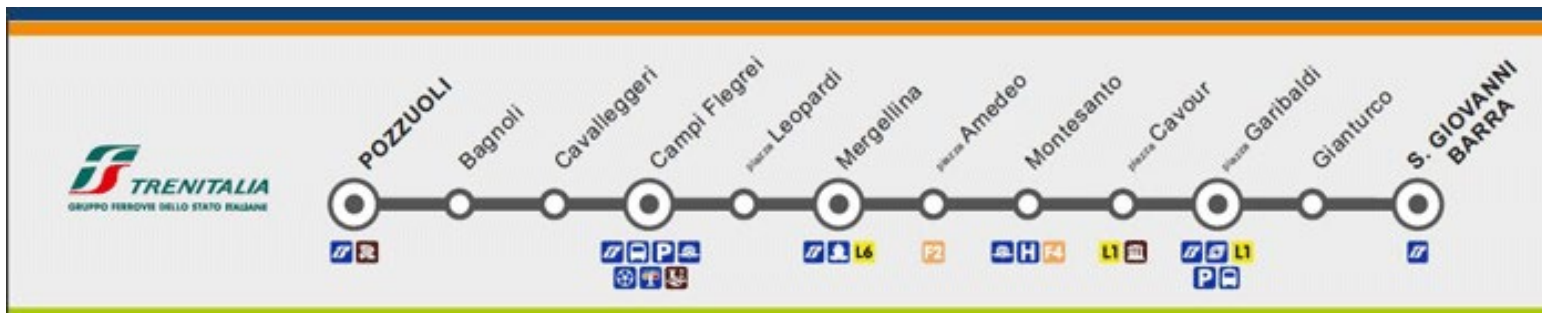 TRENITALIA
GRUPPO FERROVIE DELLO STATO ITALIANE
POZZUOLI
Bagnoli
Cavalleggeri
Campi Flegrei
piazza Leopardi
Mergellina
piazza Amedeo
Montesanto
piazza Cavour
piazza Garibaldi
Gianturco
S. GIOVANNI
BARRA
P
L6
F2
H F4
L1
L1
P